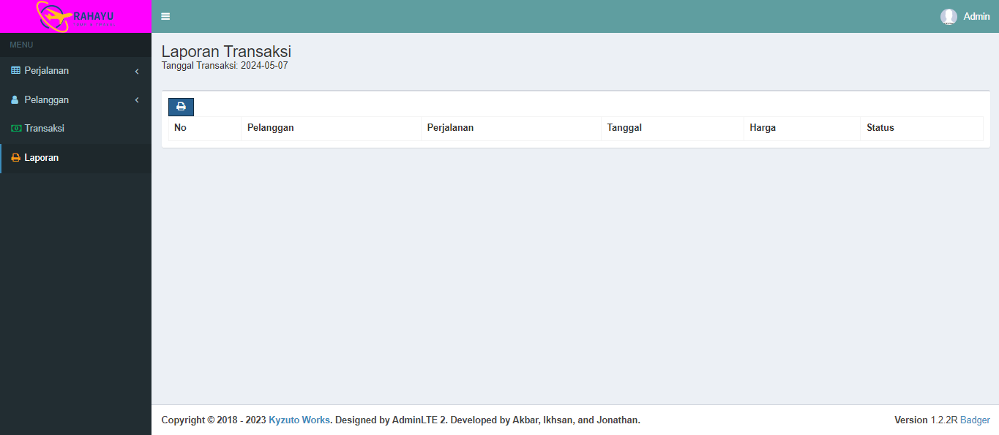 RAHAYU
Admin
MENU
Perjalanan
Pelanggan
Transaksi
Laporan
Laporan Transaksi
Tanggal Transaksi: 2024-05-07
No Pelanggan Perjalanan Tanggal Harga Status
Copyright © 2018 - 2023 Kyzuto Works. Designed by AdminLTE 2. Developed by Akbar, Ikhsan, and Jonathan.
Version 1.2.2R Badger